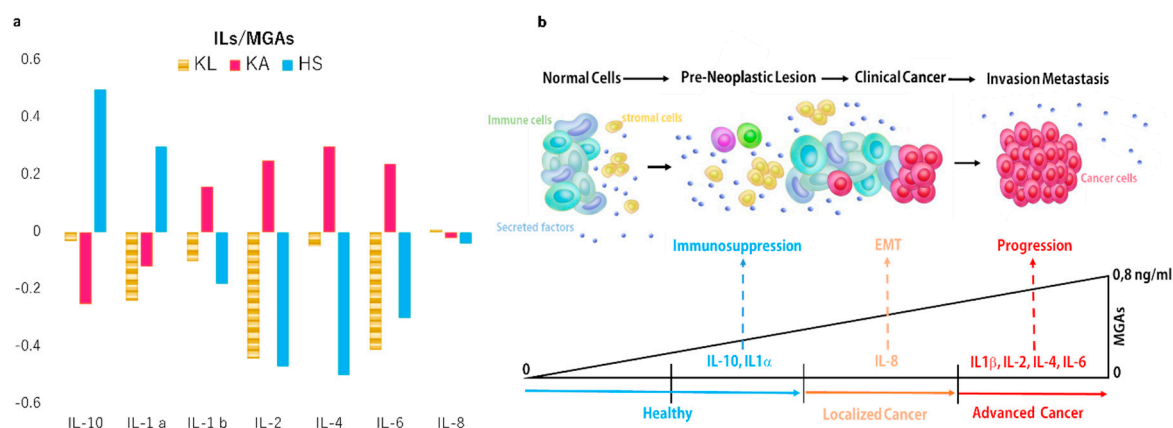 a
ILs/MGAs
KL KA HS
0.6
0.4
0.2
0
-0.2
-0.4
-0.6
IL-10 IL-1 a IL-1 b IL-2 IL-4 IL-6 IL-8
b
Normal Cells Pre-Neoplastic Lesion Clinical Cancer Invasion Metastasis
Immune cells stromal cells
Cancer cells
Secreted factors
Immunosuppression EMT Progression
0,8 ng/ml
MGAs
0 IL-10, IL1α IL-8 IL1β, IL-2, IL-4, IL-6 0
Healthy Localized Cancer Advanced Cancer